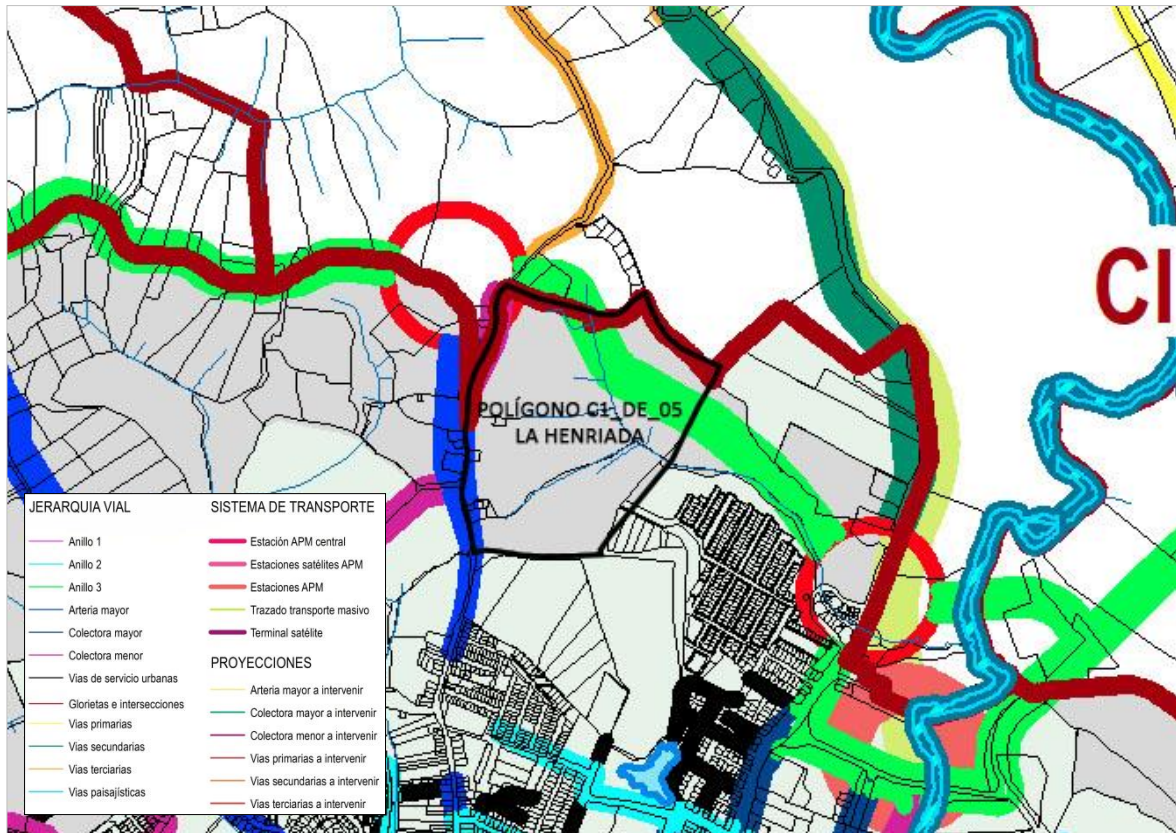 CI
POLÍGONO C1_DE_05
LA HENRIADA
JERARQUIA VIAL
Anillo 1
Anillo 2
Anillo 3
Arteria mayor
Colectora mayor
Colectora menor
Vias de servicio urbanas
Glorietas e intersecciones
Vias primarias
Vias secundarias
Vias terciarias
Vias paisajísticas
SISTEMA DE TRANSPORTE
Estación APM central
Estaciones satélites APM
Estaciones APM
Trazado transporte masivo
Terminal satélite
PROYECCIONES
Arteria mayor a intervenir
Colectora mayor a intervenir
Colectora menor a intervenir
Vias primarias a intervenir
Vias secundarias a intervenir
Vias terciarias a intervenir